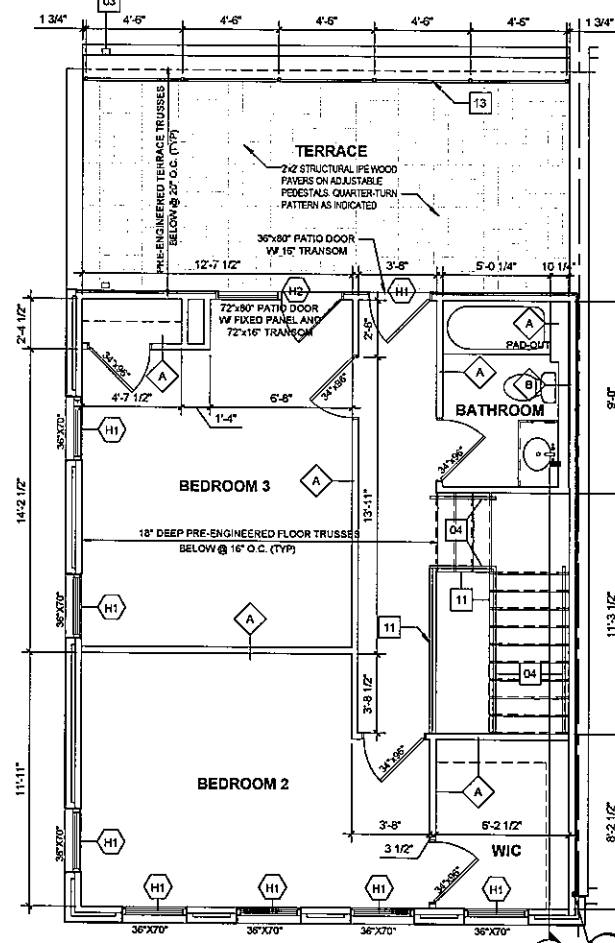 03
1 3/4"
4'-6"
4'-6"
4'-6"
4'-6"
4'-6"
1 3/4"
13
PRE-ENGINEERED TERRACE TRUSSES
BELOW @ 20" O.C. (TYP)
TERRACE
2'x2' STRUCTURAL IPE WOOD
PAVERS ON ADJUSTABLE
PEDESTALS. QUARTER-TURN
PATTERN AS INDICATED
36"x80" PATIO DOOR
W/ 16" TRANSOM
12'-7 1/2"
3'-8"
5'-0 1/4"
10 1/4"
H2
H1
2'-4 1/2"
72"x80" PATIO DOOR
W/ FIXED PANEL AND
72"x16" TRANSOM
2'-6"
A
PAD-OUT
34"x96"
A
34"x96"
A
B
4'-7 1/2"
6'-8"
BATHROOM
9'-0"
1'-4"
36"X70"
H1
34"x96"
14'-2 1/2"
BEDROOM 3
A
13'-11"
18" DEEP PRE-ENGINEERED FLOOR TRUSSES
BELOW @ 16" O.C. (TYP)
04
36"X70"
H1
A
11
11
11'-3 1/2"
04
3'-8 1/2"
34"x96"
11'-11"
BEDROOM 2
A
36"X70"
H1
3'-8"
6'-2 1/2"
8'-2 1/2"
3 1/2"
WIC
34"x96"
H1
H1
H1
H1
36"X70"
36"X70"
36"X70"
36"X70"